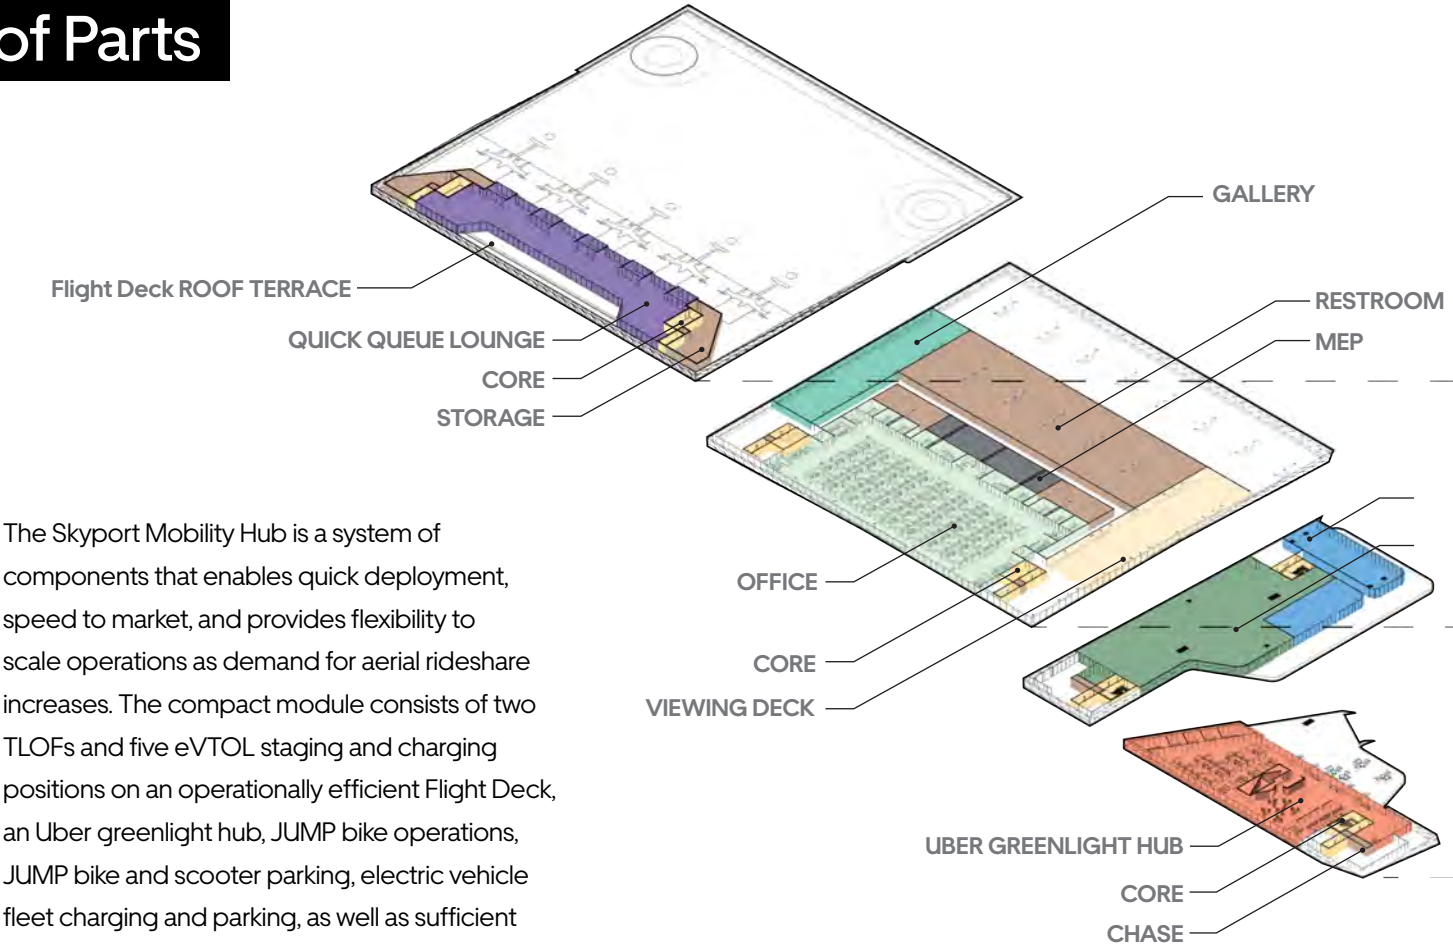 of Parts
GALLERY
Flight Deck ROOF TERRACE
RESTROOM
QUICK QUEUE LOUNGE
MEP
CORE
STORAGE
The Skyport Mobility Hub is a system of
components that enables quick deployment,
speed to market, and provides flexibility to
scale operations as demand for aerial rideshare
increases. The compact module consists of two
TLOFs and five eVTOL staging and charging
positions on an operationally efficient Flight Deck,
an Uber greenlight hub, JUMP bike operations,
JUMP bike and scooter parking, electric vehicle
fleet charging and parking, as well as sufficient
OFFICE
CORE
VIEWING DECK
UBER GREENLIGHT HUB
CORE
CHASE